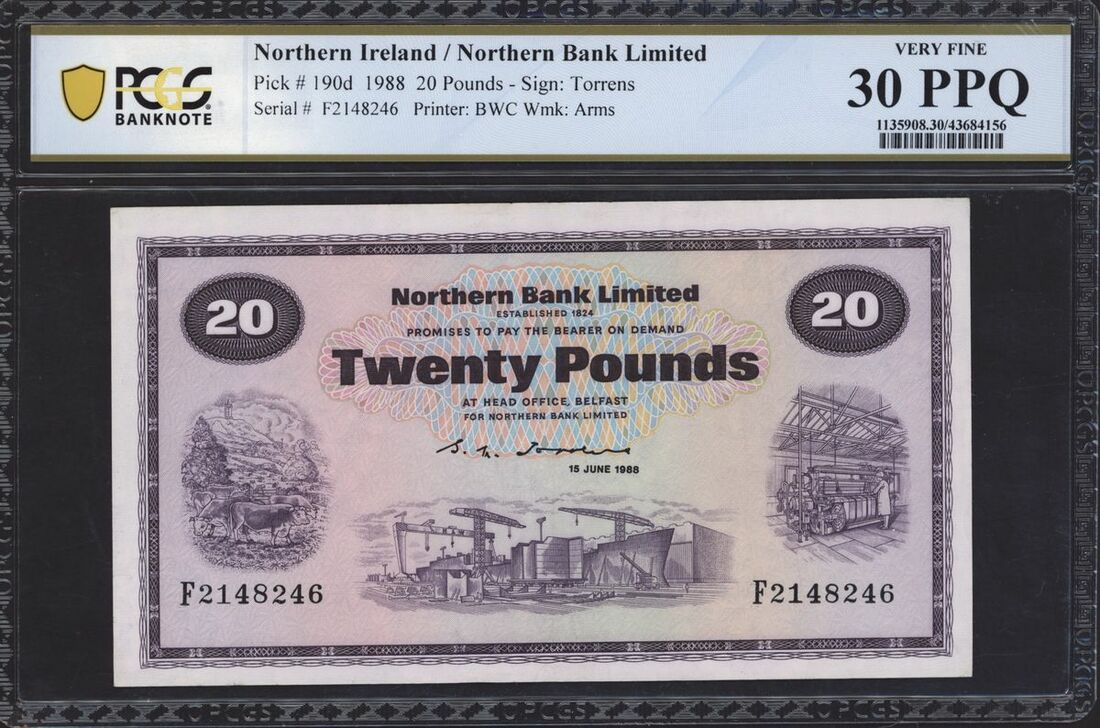 PCGS
BANKNOTE
Northern Ireland / Northern Bank Limited
Pick # 190d 1988 20 Pounds - Sign: Torrens
Serial # F2148246 Printer: BWC Wmk: Arms
VERY FINE
30 PPQ
1135908.30/43684156
20
20
Northern Bank Limited
ESTABLISHED 1824
PROMISES TO PAY THE BEARER ON DEMAND
Twenty Pounds
AT HEAD OFFICE, BELFAST
FOR NORTHERN BANK LIMITED
15 JUNE 1988
F2148246
F2148246